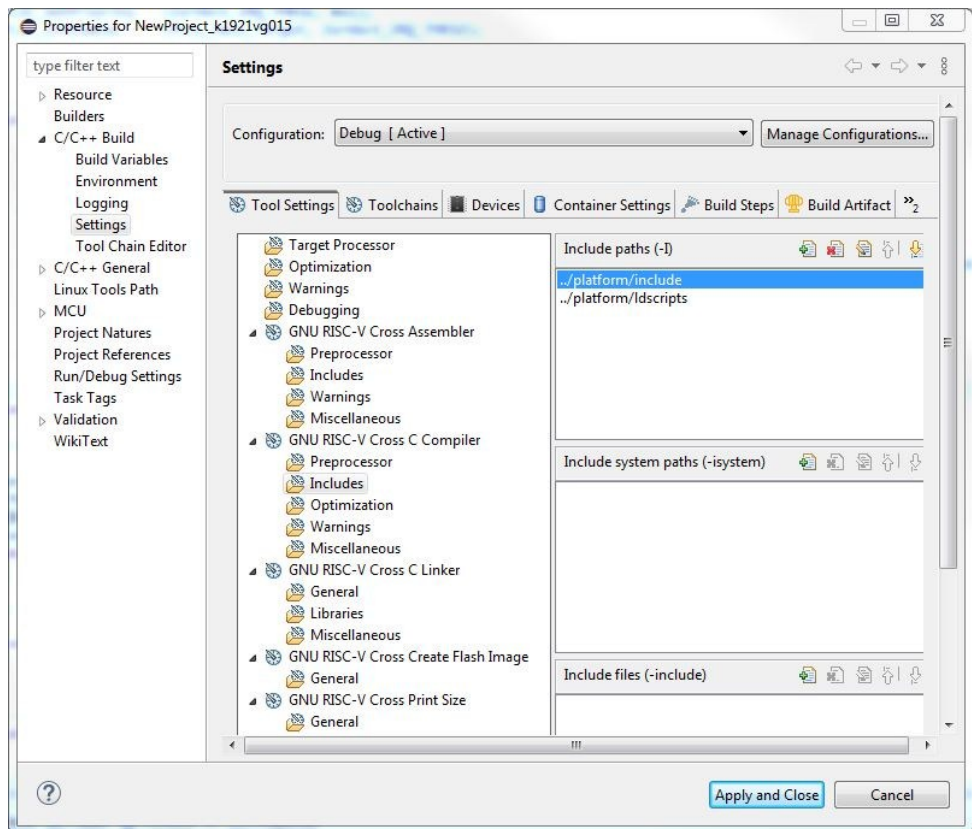 Properties for NewProject_k1921vg015
type filter text
Resource
Builders
C/C++ Build
Build Variables
Environment
Logging
Settings
Tool Chain Editor
C/C++ General
Linux Tools Path
MCU
Project Natures
Project References
Run/Debug Settings
Task Tags
Validation
WikiText
Settings
Configuration:
Debug [ Active ]
Manage Configurations...
Tool Settings
Toolchains
Devices
Container Settings
Build Steps
Build Artifact
»2
Target Processor
Optimization
Warnings
Debugging
GNU RISC-V Cross Assembler
Preprocessor
Includes
Warnings
Miscellaneous
GNU RISC-V Cross C Compiler
Preprocessor
Includes
Optimization
Warnings
Miscellaneous
GNU RISC-V Cross C Linker
General
Libraries
Miscellaneous
GNU RISC-V Cross Create Flash Image
General
GNU RISC-V Cross Print Size
General
Include paths (-I)
../platform/include
../platform/ldscripts
Include system paths (-isystem)
Include files (-include)
Apply and Close
Cancel